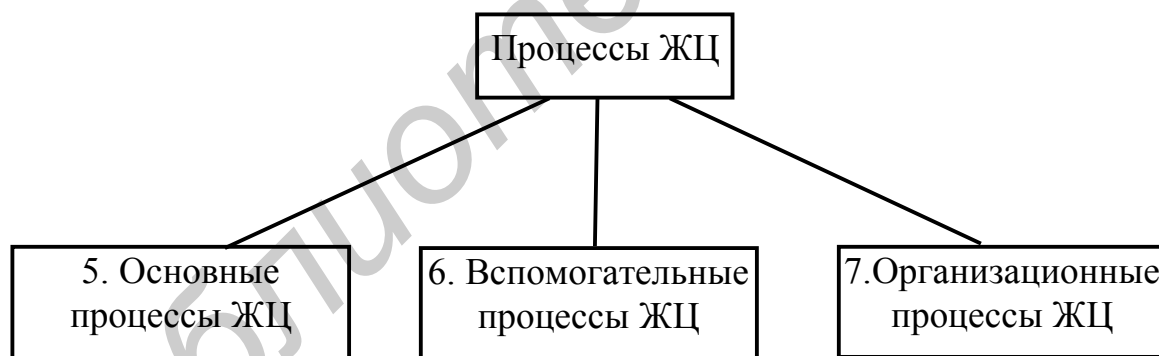 Процессы ЖЦ
5. Основные
процессы ЖЦ
6. Вспомогательные
процессы ЖЦ
7.Организационные
процессы ЖЦ